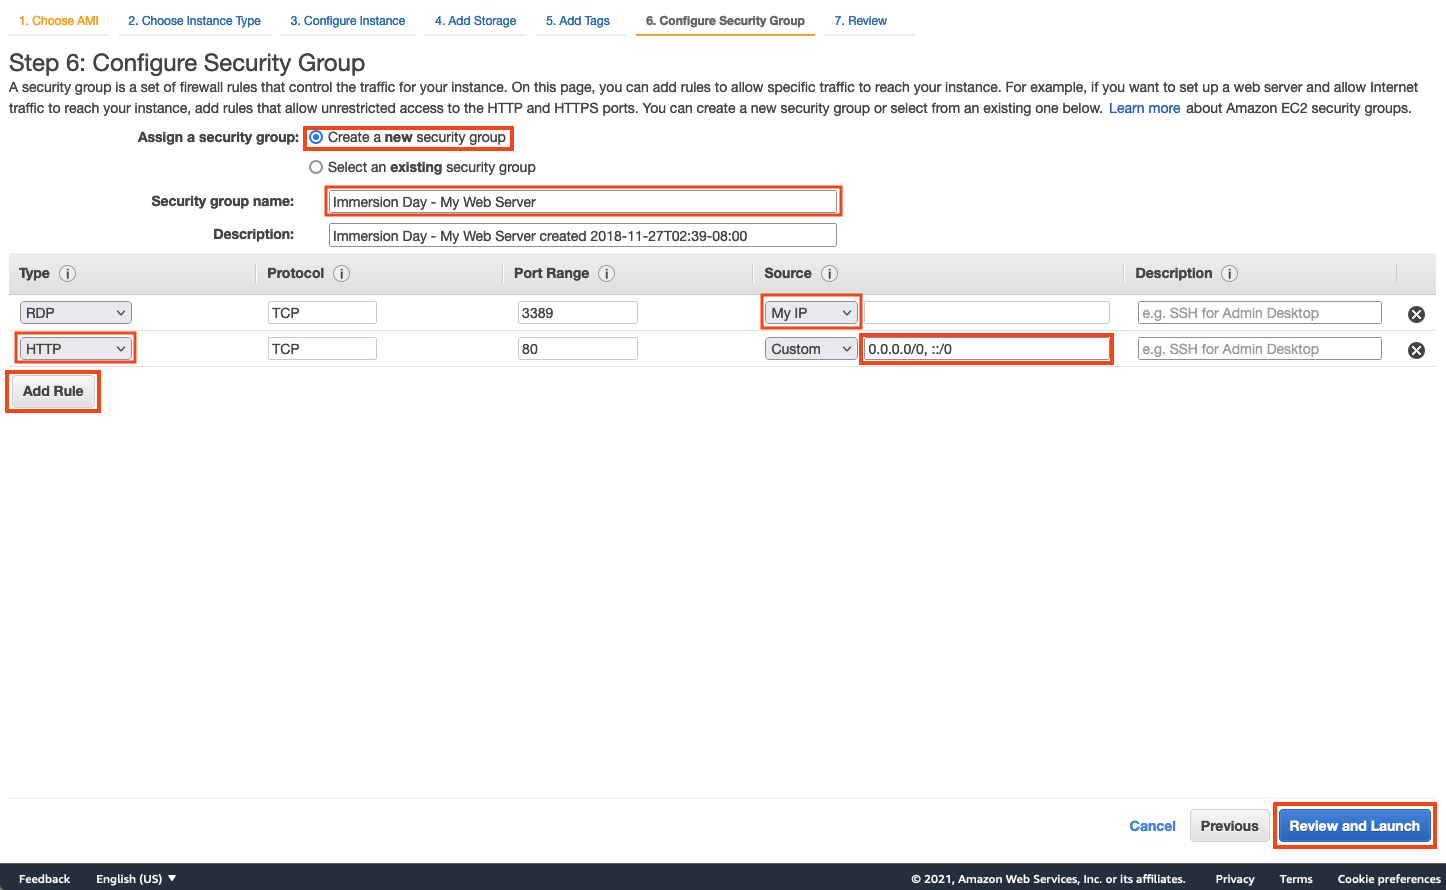 1. Choose AMI 2. Choose Instance Type 3. Configure Instance 4. Add Storage 5. Add Tags 6. Configure Security Group 7. Review
Step 6: Configure Security Group
A security group is a set of firewall rules that control the traffic for your instance. On this page, you can add rules to allow specific traffic to reach your instance. For example, if you want to set up a web server and allow Internet
traffic to reach your instance, add rules that allow unrestricted access to the HTTP and HTTPS ports. You can create a new security group or select from an existing one below. Learn more about Amazon EC2 security groups.
Assign a security group: Create a new security group
Select an existing security group
Security group name: Immersion Day - My Web Server
Description: Immersion Day - My Web Server created 2018-11-27T02:39-08:00
Type i Protocol i Port Range i Source i Description i
RDP TCP 3389 My IP e.g. SSH for Admin Desktop
HTTP TCP 80 Custom 0.0.0.0/0, ::/0 e.g. SSH for Admin Desktop
Add Rule
Cancel Previous Review and Launch
Feedback English (US) © 2021, Amazon Web Services, Inc. or its affiliates. Privacy Terms Cookie preferences